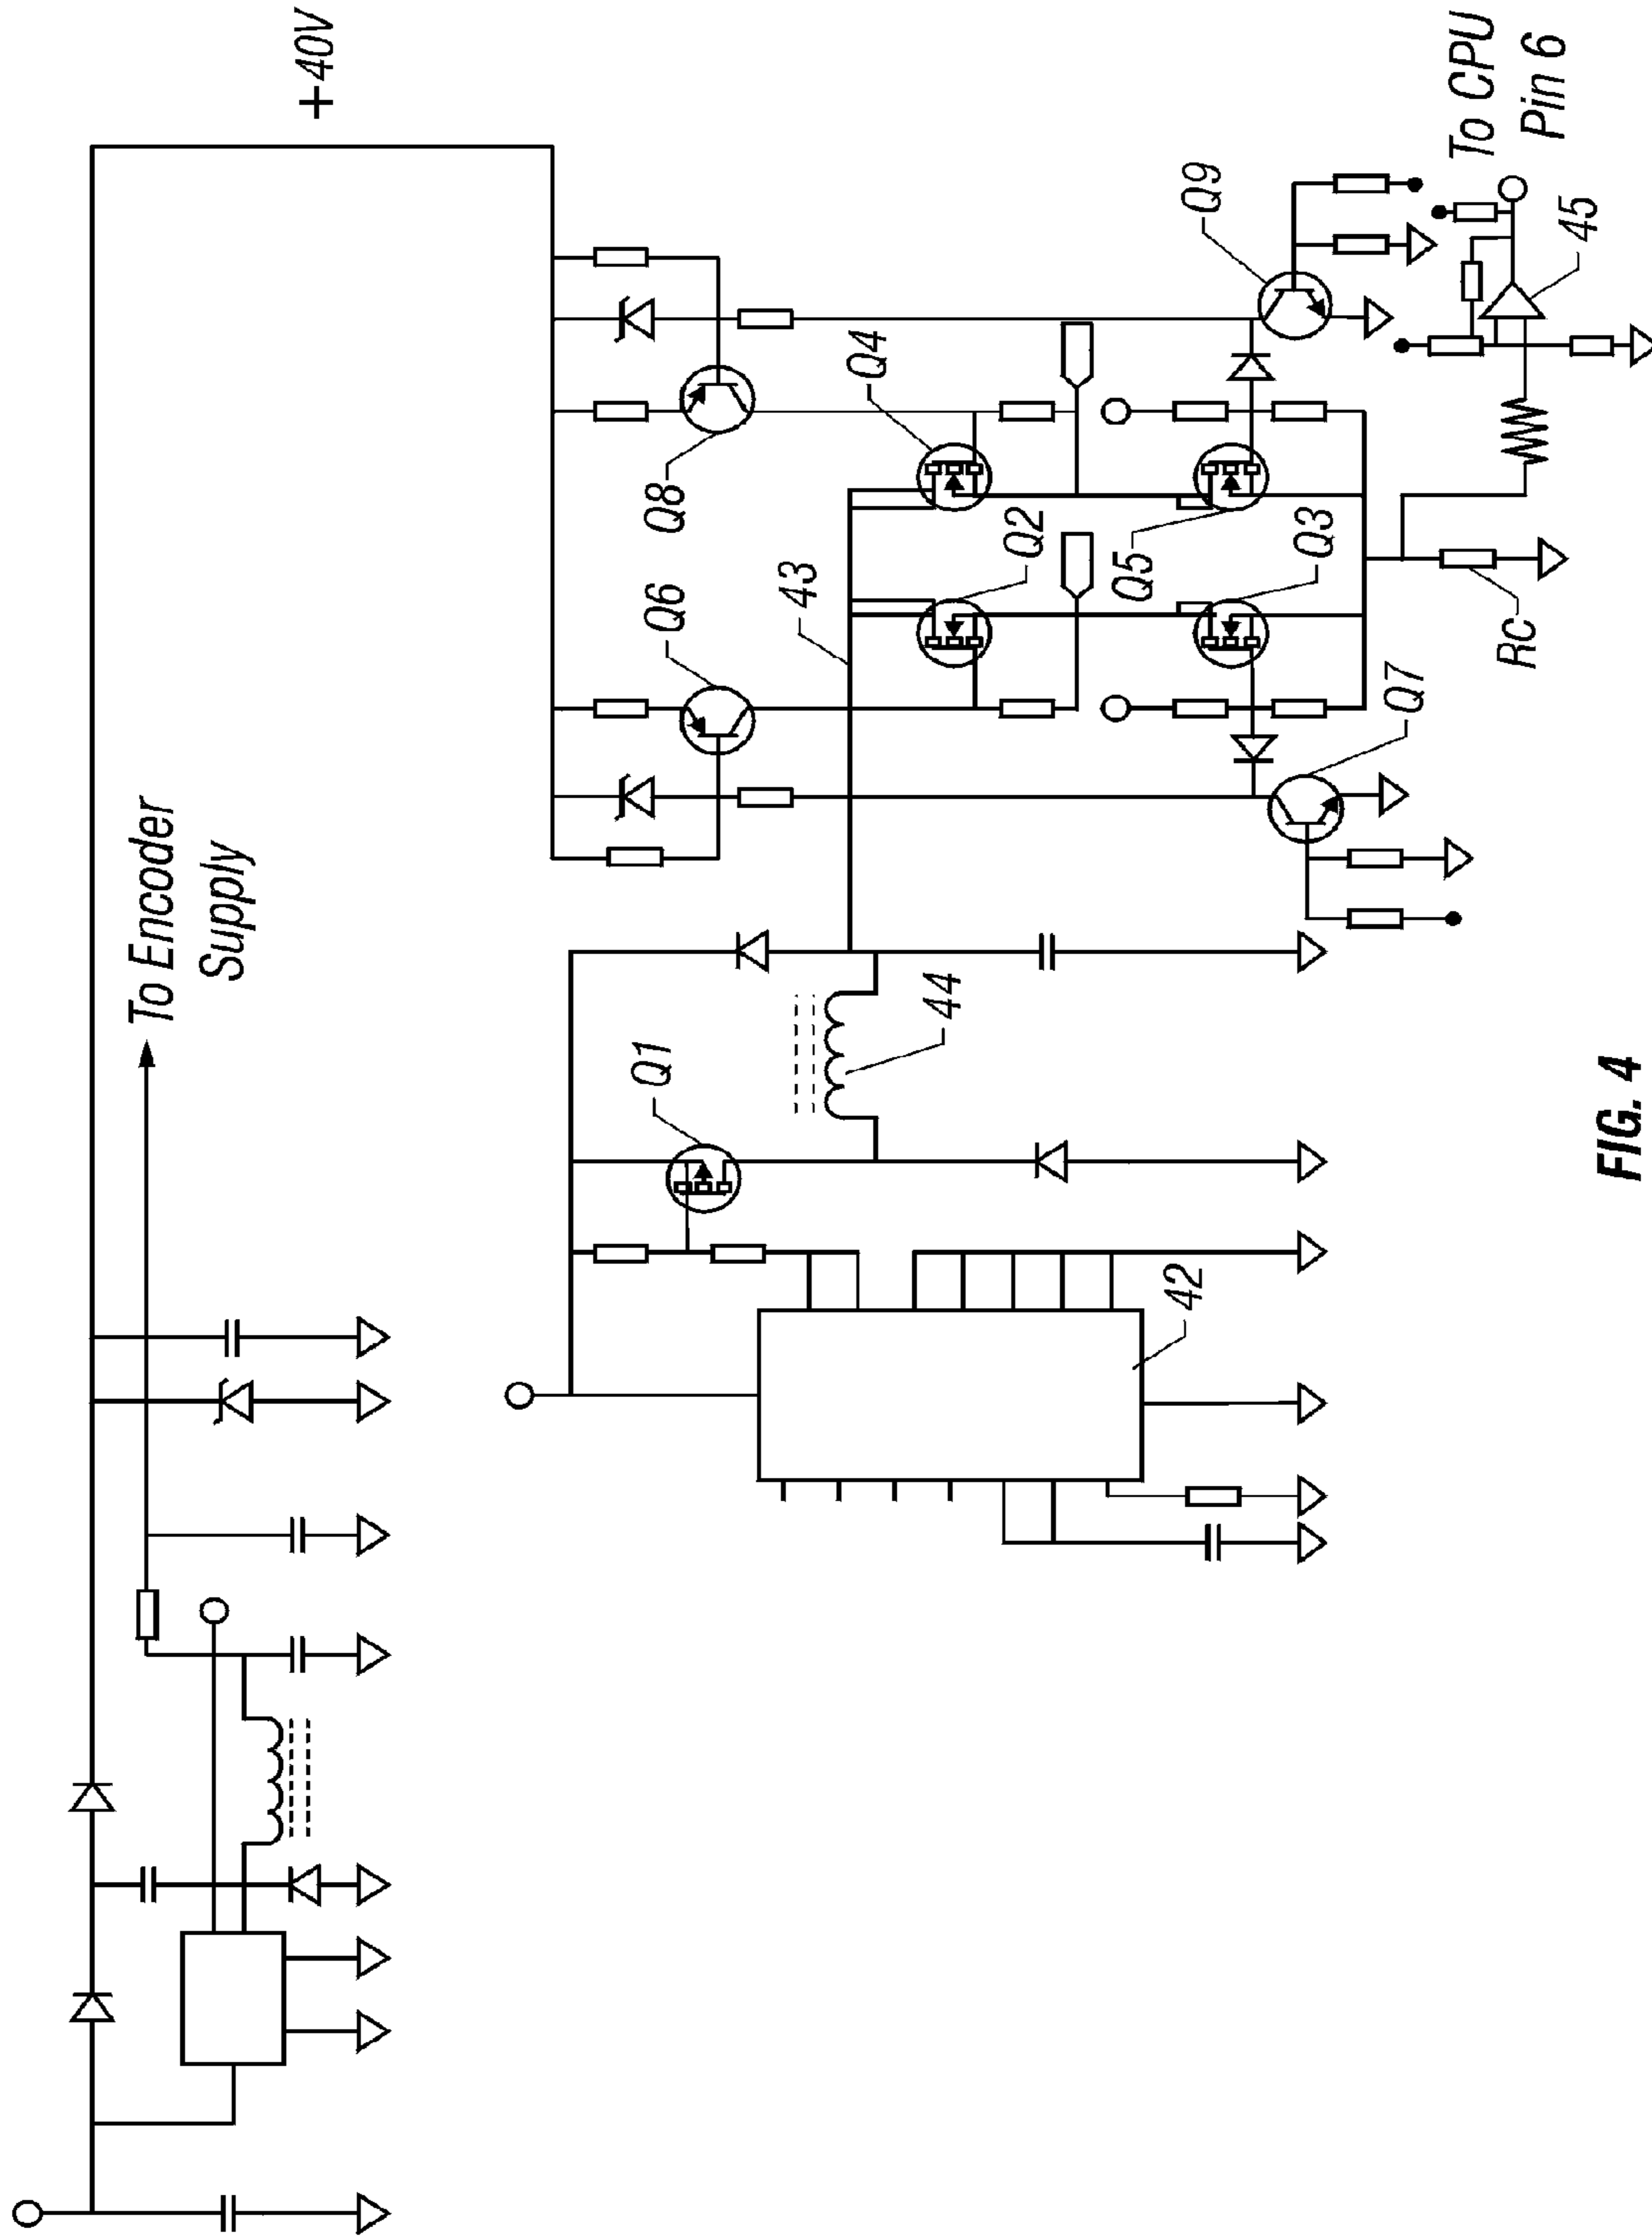 +40V
To Encoder
Supply
Q8
Q4
Q9
Q6
43
Q2
Q5
Q3
To CPU
Pin 6
45
Rc
Q7
Q1
44
42
FIG. 4